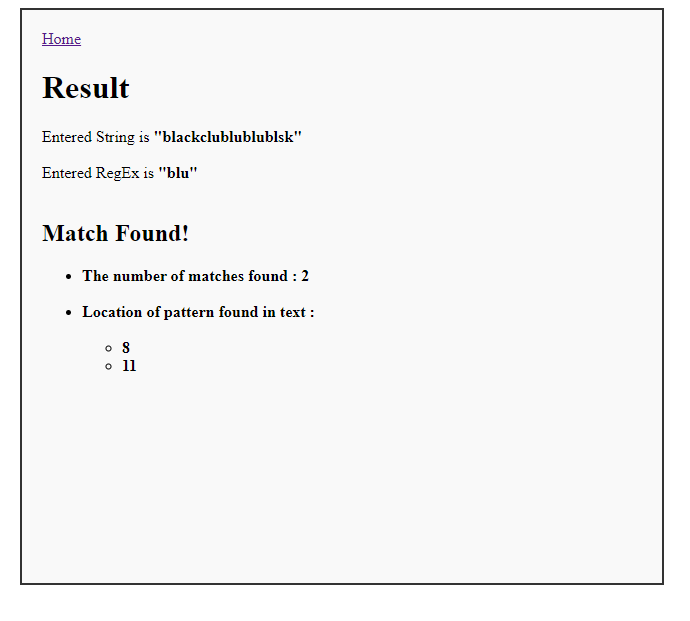 Home
Result
Entered String is "blackclublublublsk"
Entered RegEx is "blu"
Match Found!
The number of matches found : 2
Location of pattern found in text :
8
11